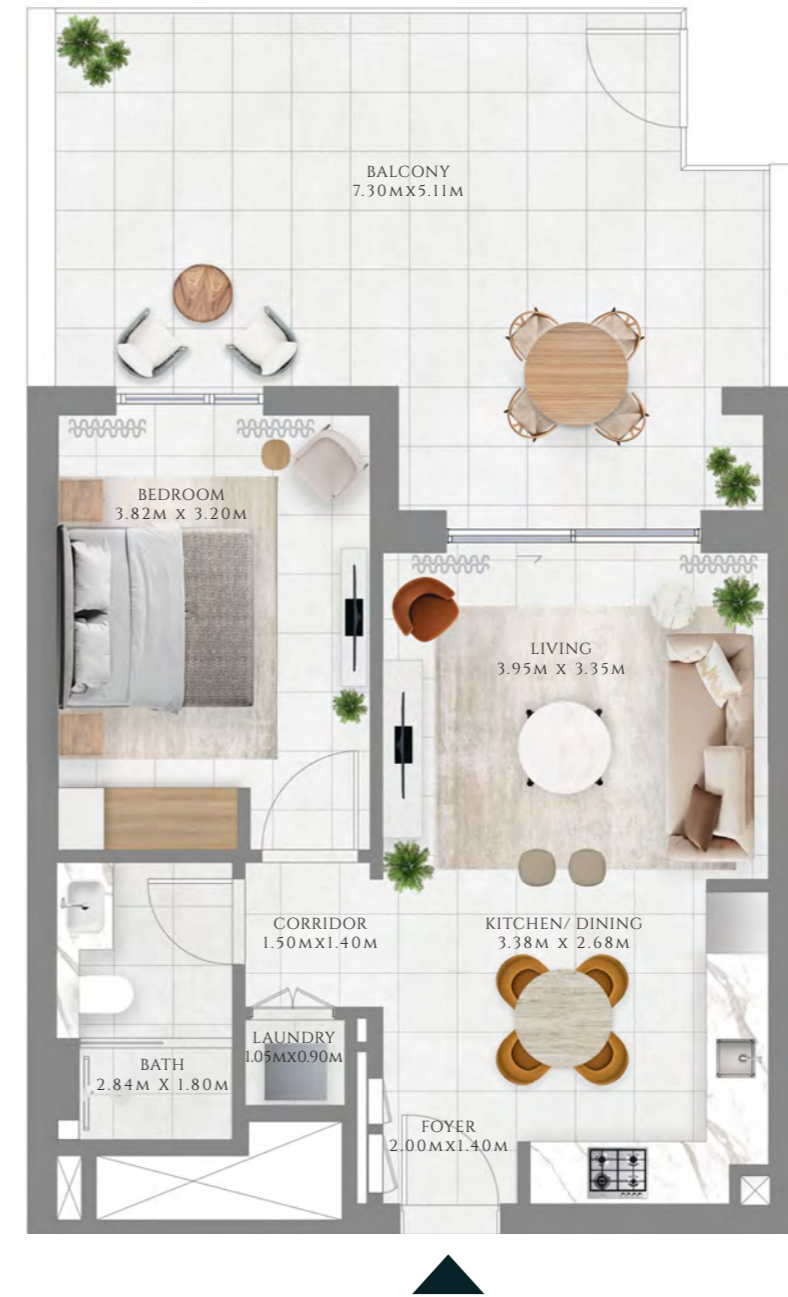 BALCONY
7.30MX5.11M
BEDROOM
3.82M X 3.20M
LIVING
3.95M X 3.35M
CORRIDOR
1.50MX1.40M
KITCHEN/ DINING
3.38M X 2.68M
LAUNDRY
1.05MX0.90M
BATH
2.84M X 1.80M
FOYER
2.00MX1.40M